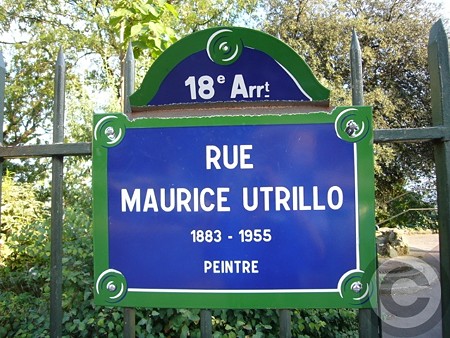 18e Arrt
RUE
MAURICE UTRILLO
1883 - 1955
PEINTRE
©